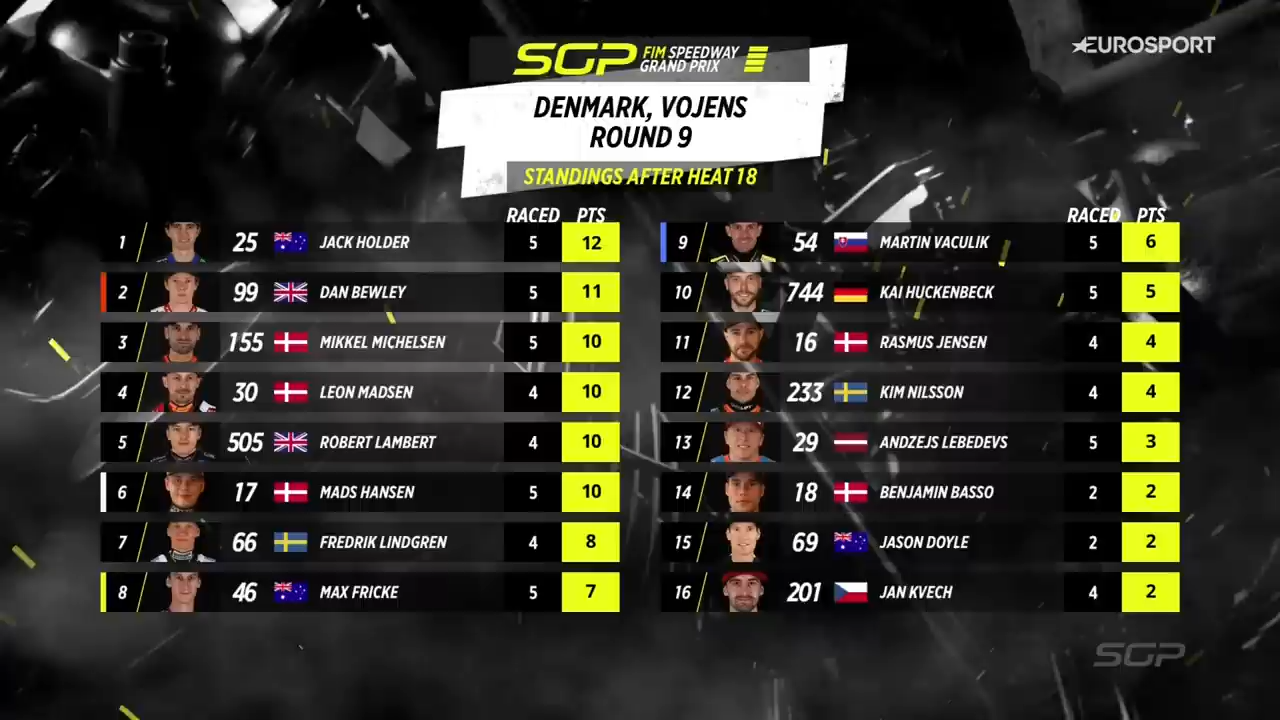 SGP FIM SPEEDWAY GRAND PRIX
EUROSPORT
DENMARK, VOJENS
ROUND 9
STANDINGS AFTER HEAT 18
RACED PTS
1 25 JACK HOLDER 5 12
2 99 DAN BEWLEY 5 11
3 155 MIKKEL MICHELSEN 5 10
4 30 LEON MADSEN 4 10
5 505 ROBERT LAMBERT 4 10
6 17 MADS HANSEN 5 10
7 66 FREDRIK LINDGREN 4 8
8 46 MAX FRICKE 5 7
RACED PTS
9 54 MARTIN VACULIK 5 6
10 744 KAI HUCKENBECK 5 5
11 16 RASMUS JENSEN 4 4
12 233 KIM NILSSON 4 4
13 29 ANDZEJS LEBEDEVS 5 3
14 18 BENJAMIN BASSO 2 2
15 69 JASON DOYLE 2 2
16 201 JAN KVECH 4 2
SGP